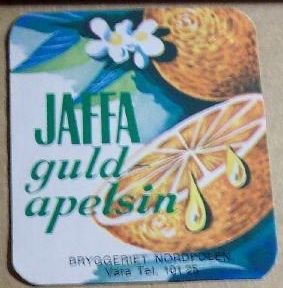 JAFFA
guld-
apelsin
BRYGGERIET NORDPOLEN
Vara Tel. 101 25